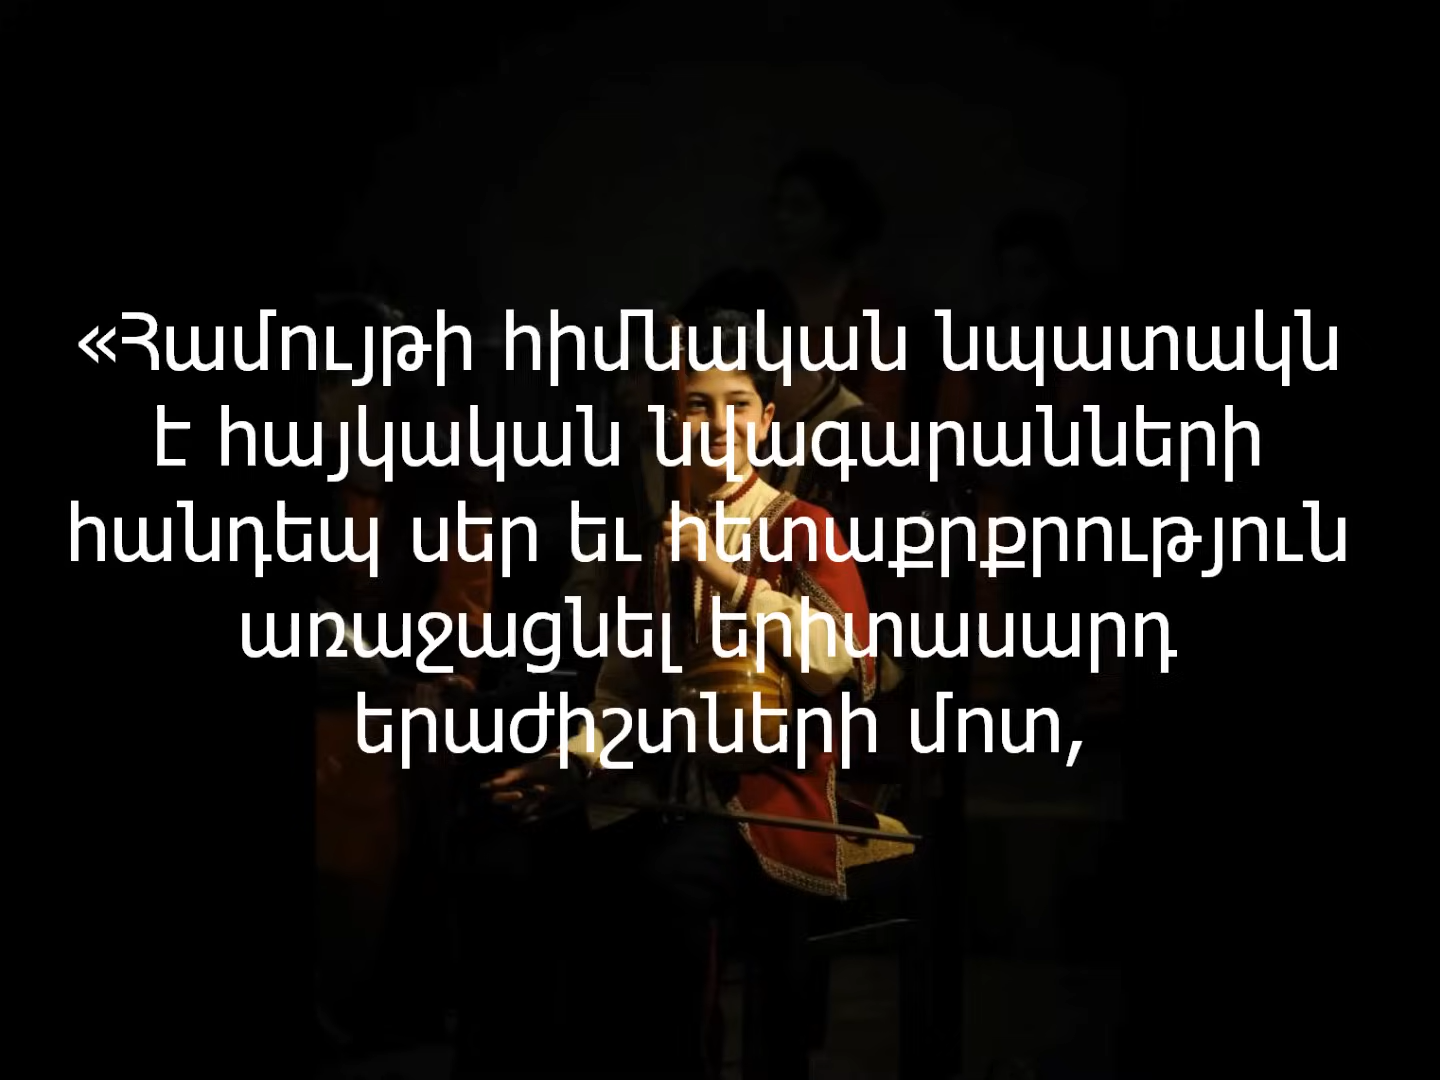 «Համույթի հիմնական նպատակն
է հայկական նվագարանների
հանդեպ սեր եւ հետաքրքրություն
առաջացնել երիտասարդ
երաժիշտների մոտ,